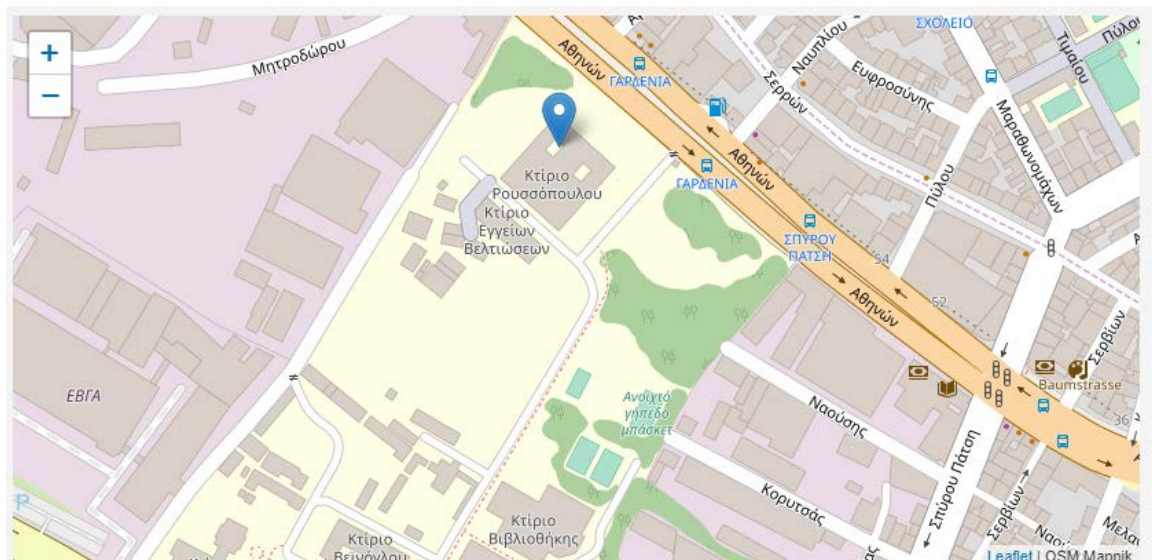 +
−
Μητροδώρου
Αθηνών
ΓΑΡΔΕΝΙΑ
Σερρών
Ναυπλίου
ΣΧΟΛΕΙΟ
Ευφροσύνης
Τιμαίου
Πύλου
Μαραθωνομάχων
Αθηνών
ΓΑΡΔΕΝΙΑ
Πύλου
Κτίριο
Ρουσσόπουλου
Κτίριο
Εγγείων
Βελτιώσεων
ΣΠΥΡΟΥ
ΠΑΤΣΗ
54
Αθηνών
52
Σερβίων
Baumstrasse
36
ΕΒΓΑ
Ανοιχτό
γήπεδο
μπάσκετ
Ναούσης
Σπύρου Πάτση
Σερβίων
Κορυτσάς
P
Κτίριο
Βιβλιοθήκης
Κτίριο
Leaflet | OSM Mapnik